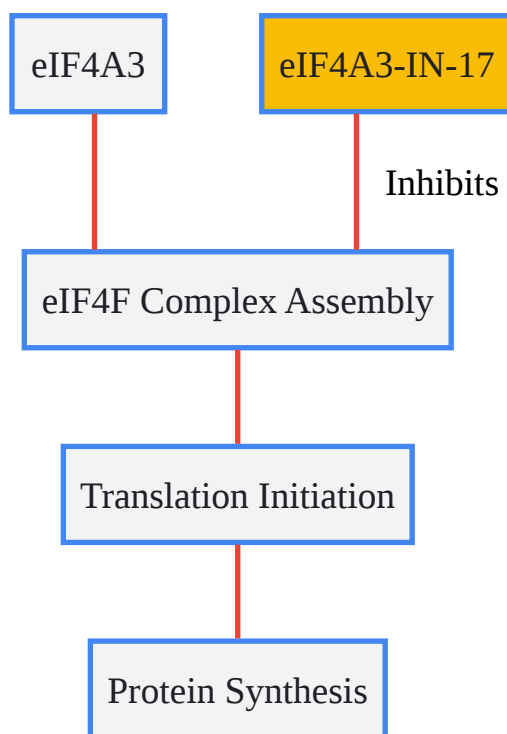 eIF4A3
eIF4A3-IN-17
Inhibits
eIF4F Complex Assembly
Translation Initiation
Protein Synthesis